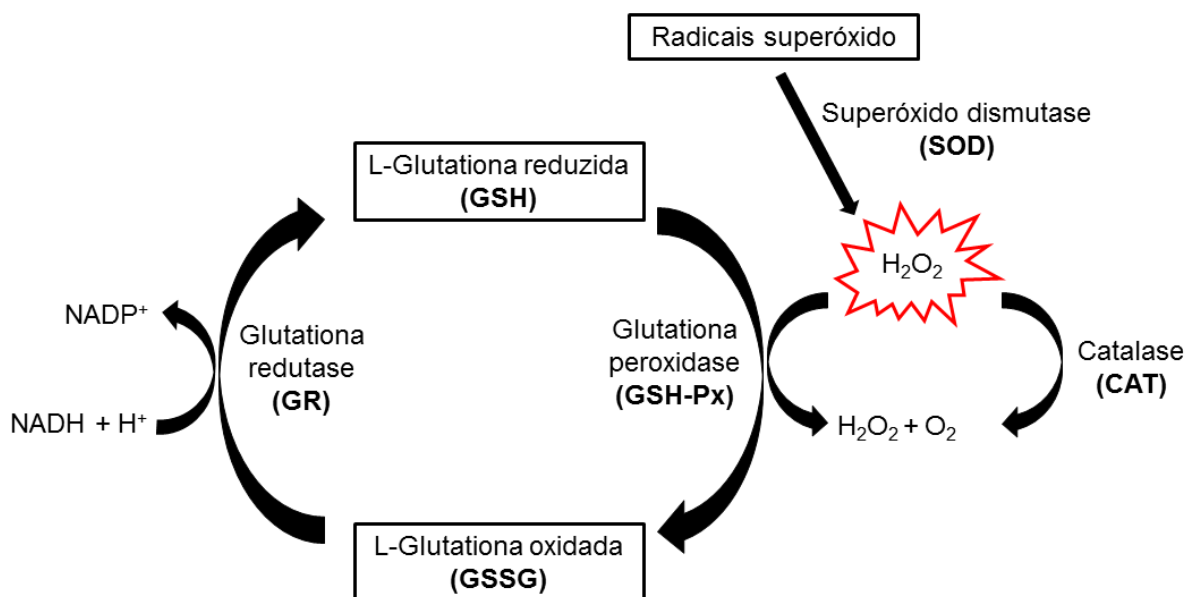 Radicais superóxido
Superóxido dismutase
(SOD)
L-Glutationa reduzida
(GSH)
H₂O₂
NADP⁺
Glutationa
redutase
(GR)
NADH + H⁺
Glutationa
peroxidase
(GSH-Px)
Catalase
(CAT)
H₂O₂ + O₂
L-Glutationa oxidada
(GSSG)